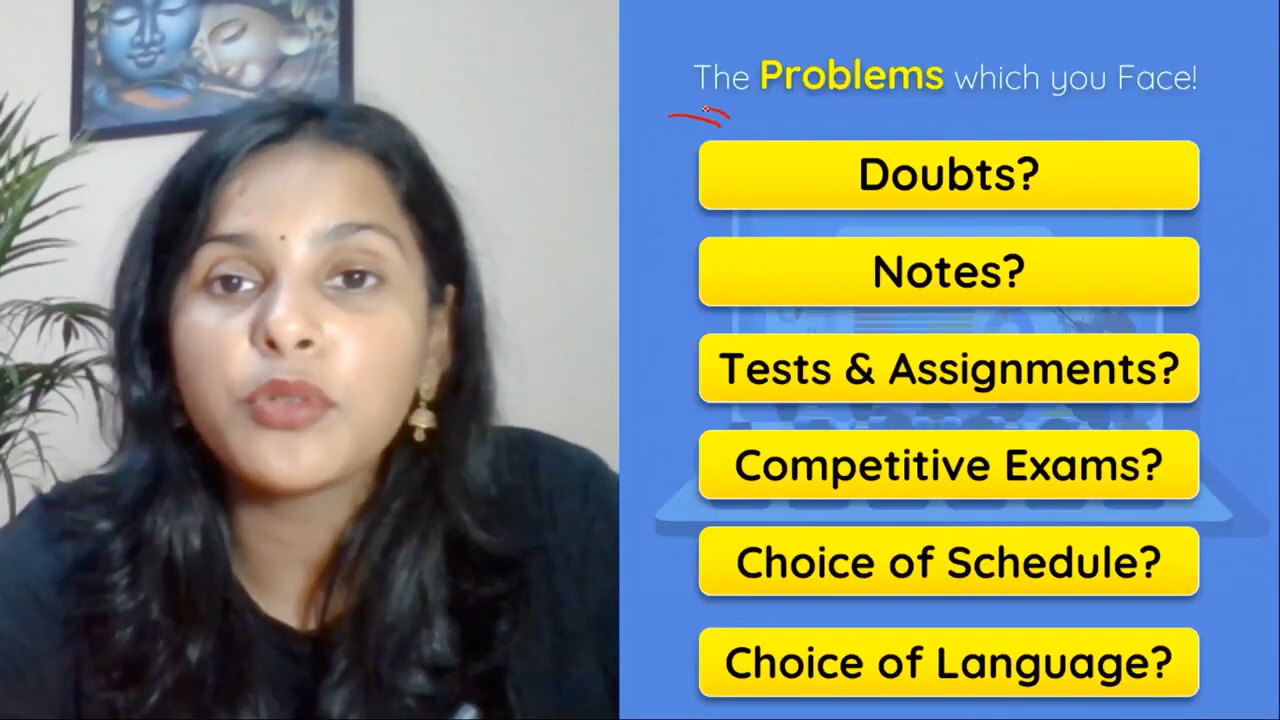 The Problems which you Face!
Doubts?
Notes?
Tests & Assignments?
Competitive Exams?
Choice of Schedule?
Choice of Language?